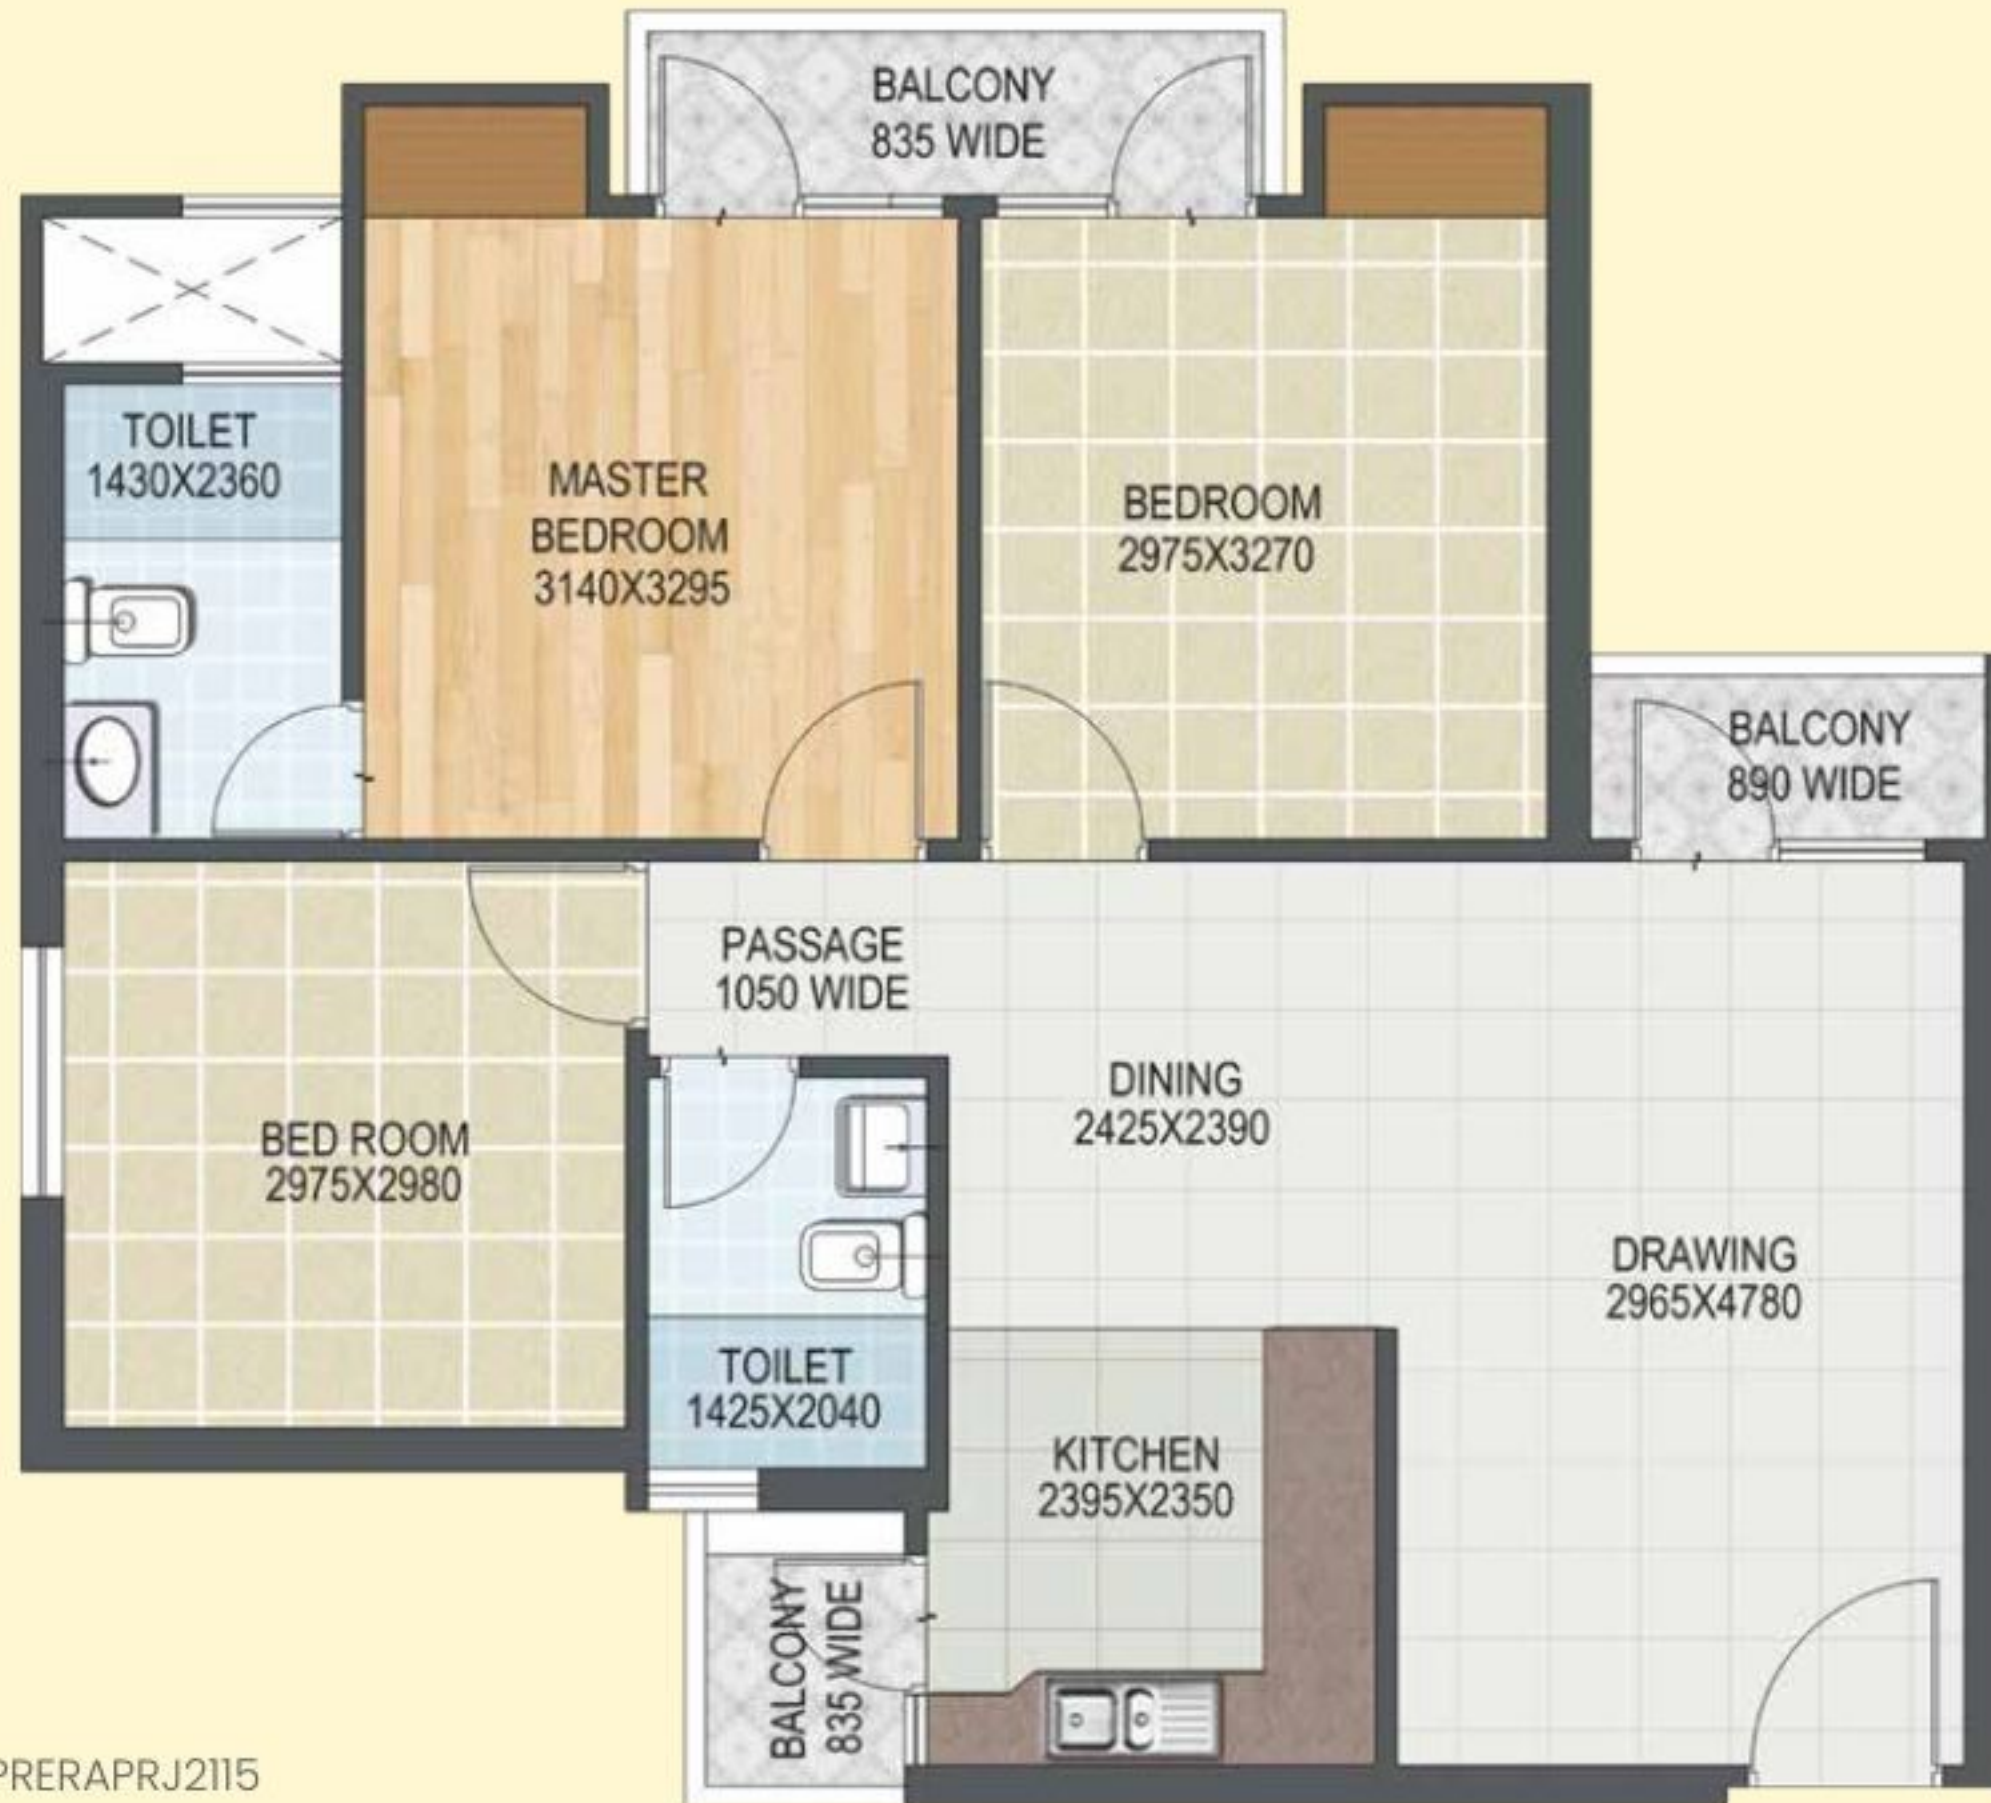 BALCONY
835 WIDE
TOILET
1430X2360
MASTER
BEDROOM
3140X3295
BEDROOM
2975X3270
BALCONY
890 WIDE
PASSAGE
1050 WIDE
DINING
2425X2390
BED ROOM
2975X2980
DRAWING
2965X4780
TOILET
1425X2040
KITCHEN
2395X2350
BALCONY
835 WIDE
PRERAPRJ2115